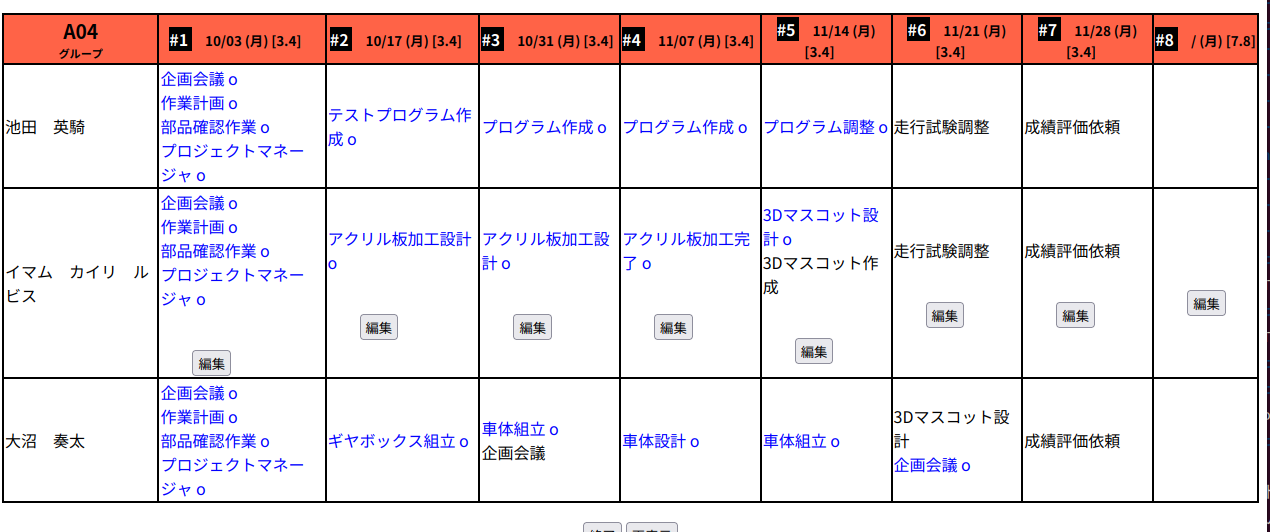 A04
グループ
#1 10/03 (月) [3.4]
#2 10/17 (月) [3.4]
#3 10/31 (月) [3.4]
#4 11/07 (月) [3.4]
#5 11/14 (月)
[3.4]
#6 11/21 (月)
[3.4]
#7 11/28 (月)
[3.4]
#8 / (月) [7.8]
池田　英騎
企画会議 o
作業計画 o
部品確認作業 o
プロジェクトマネー
ジャ o
テストプログラム作
成 o
プログラム作成 o
プログラム作成 o
プログラム調整 o
走行試験調整
成績評価依頼
イマム　カイリ　ル
ビス
企画会議 o
作業計画 o
部品確認作業 o
プロジェクトマネー
ジャ o
編集
アクリル板加工設計
o
編集
アクリル板加工設
計 o
編集
アクリル板加工完
了 o
編集
3Dマスコット設
計 o
3Dマスコット作
成
編集
走行試験調整
編集
成績評価依頼
編集
編集
大沼　奏太
企画会議 o
作業計画 o
部品確認作業 o
プロジェクトマネー
ジャ o
ギヤボックス組立 o
車体組立 o
企画会議
車体設計 o
車体組立 o
3Dマスコット設
計
企画会議 o
成績評価依頼